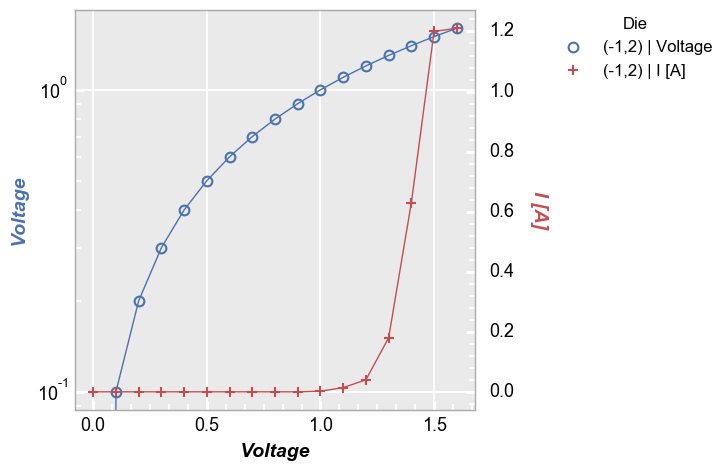 Die
(-1,2) | Voltage
(-1,2) | I [A]
Voltage
10⁰
10⁻¹
I [A]
1.2
1.0
0.8
0.6
0.4
0.2
0.0
0.0 0.5 1.0 1.5
Voltage